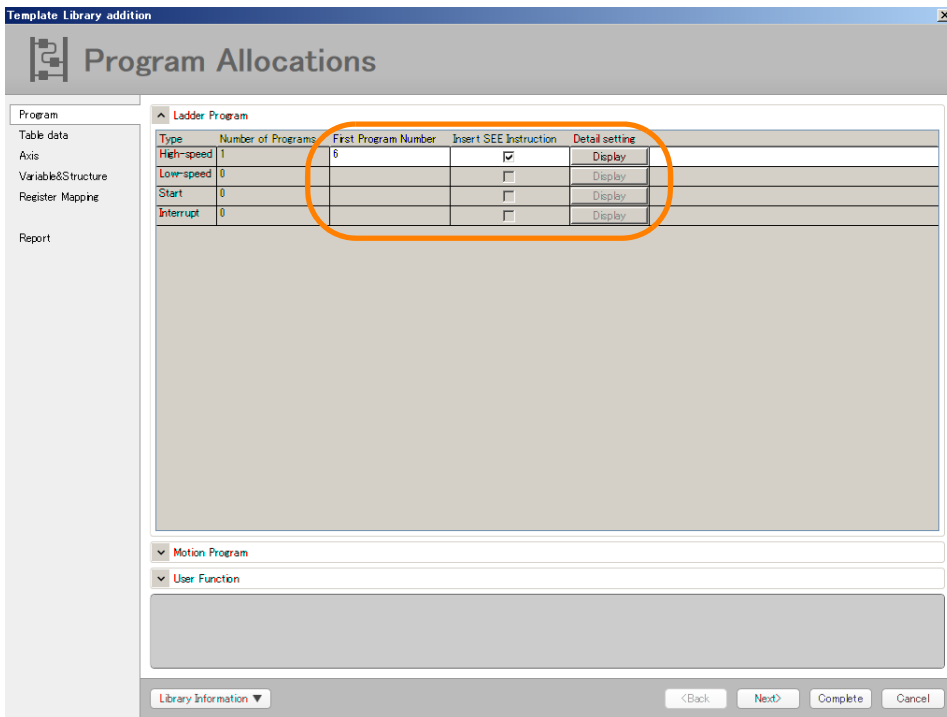 Template Library addition
Program Allocations
Program
Table data
Axis
Variable&Structure
Register Mapping
Report
Ladder Program
Type Number of Programs First Program Number Insert SEE Instruction Detail setting
High-speed 1 6 Display
Low-speed 0 Display
Start 0 Display
Interrupt 0 Display
Motion Program
User Function
Library Information ▼ <Back Next> Complete Cancel